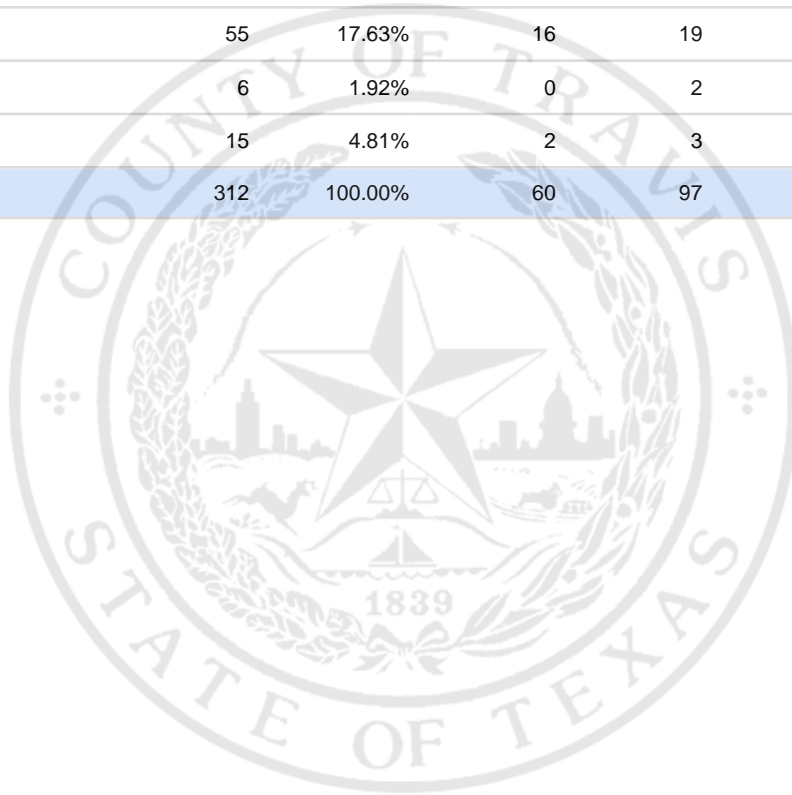 55 17.63% 16 19
6 1.92% 0 2
15 4.81% 2 3
312 100.00% 60 97
COUNTY OF TRAVIS
1839
STATE OF TEXAS